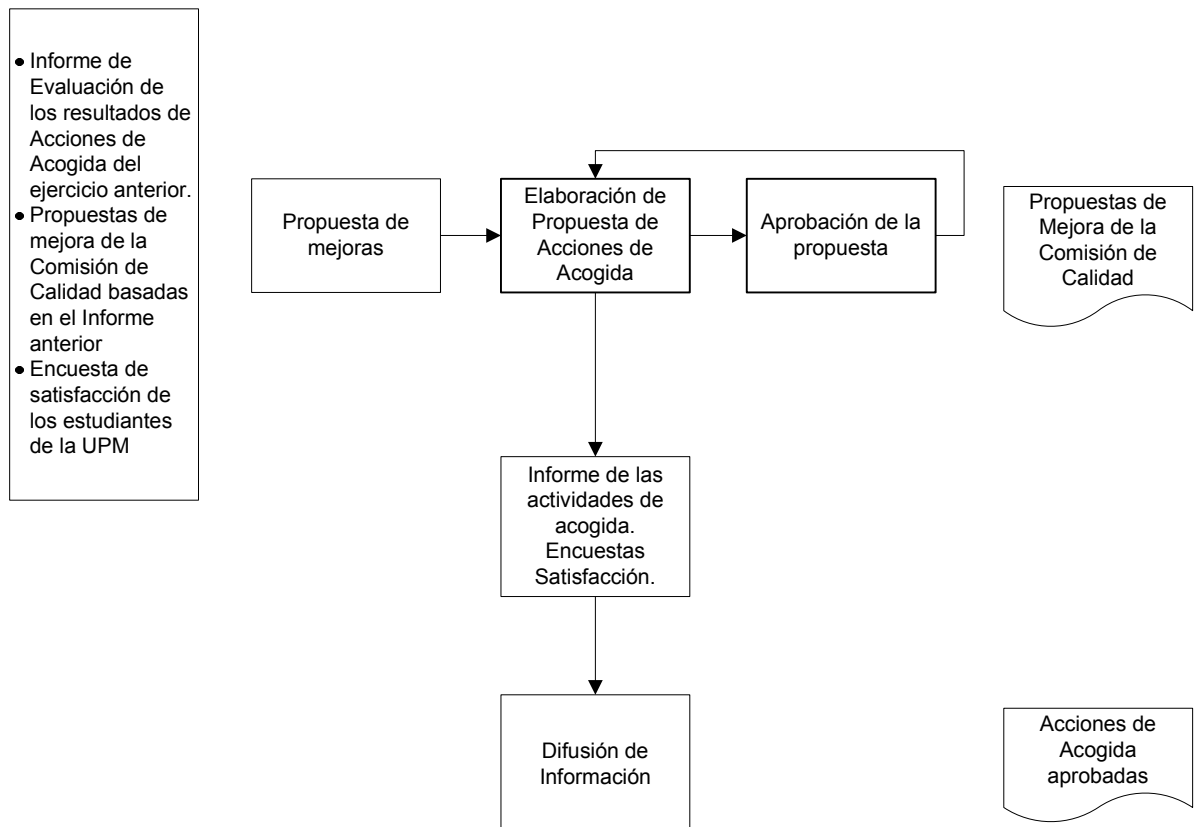 • Informe de
Evaluación de
los resultados de
Acciones de
Acogida del
ejercicio anterior.
• Propuestas de
mejora de la
Comisión de
Calidad basadas
en el Informe
anterior
• Encuesta de
satisfacción de
los estudiantes
de la UPM
Propuesta de
mejoras
Elaboración de
Propuesta de
Acciones de
Acogida
Aprobación de la
propuesta
Propuestas de
Mejora de la
Comisión de
Calidad
Informe de las
actividades de
acogida.
Encuestas
Satisfacción.
Difusión de
Información
Acciones de
Acogida
aprobadas